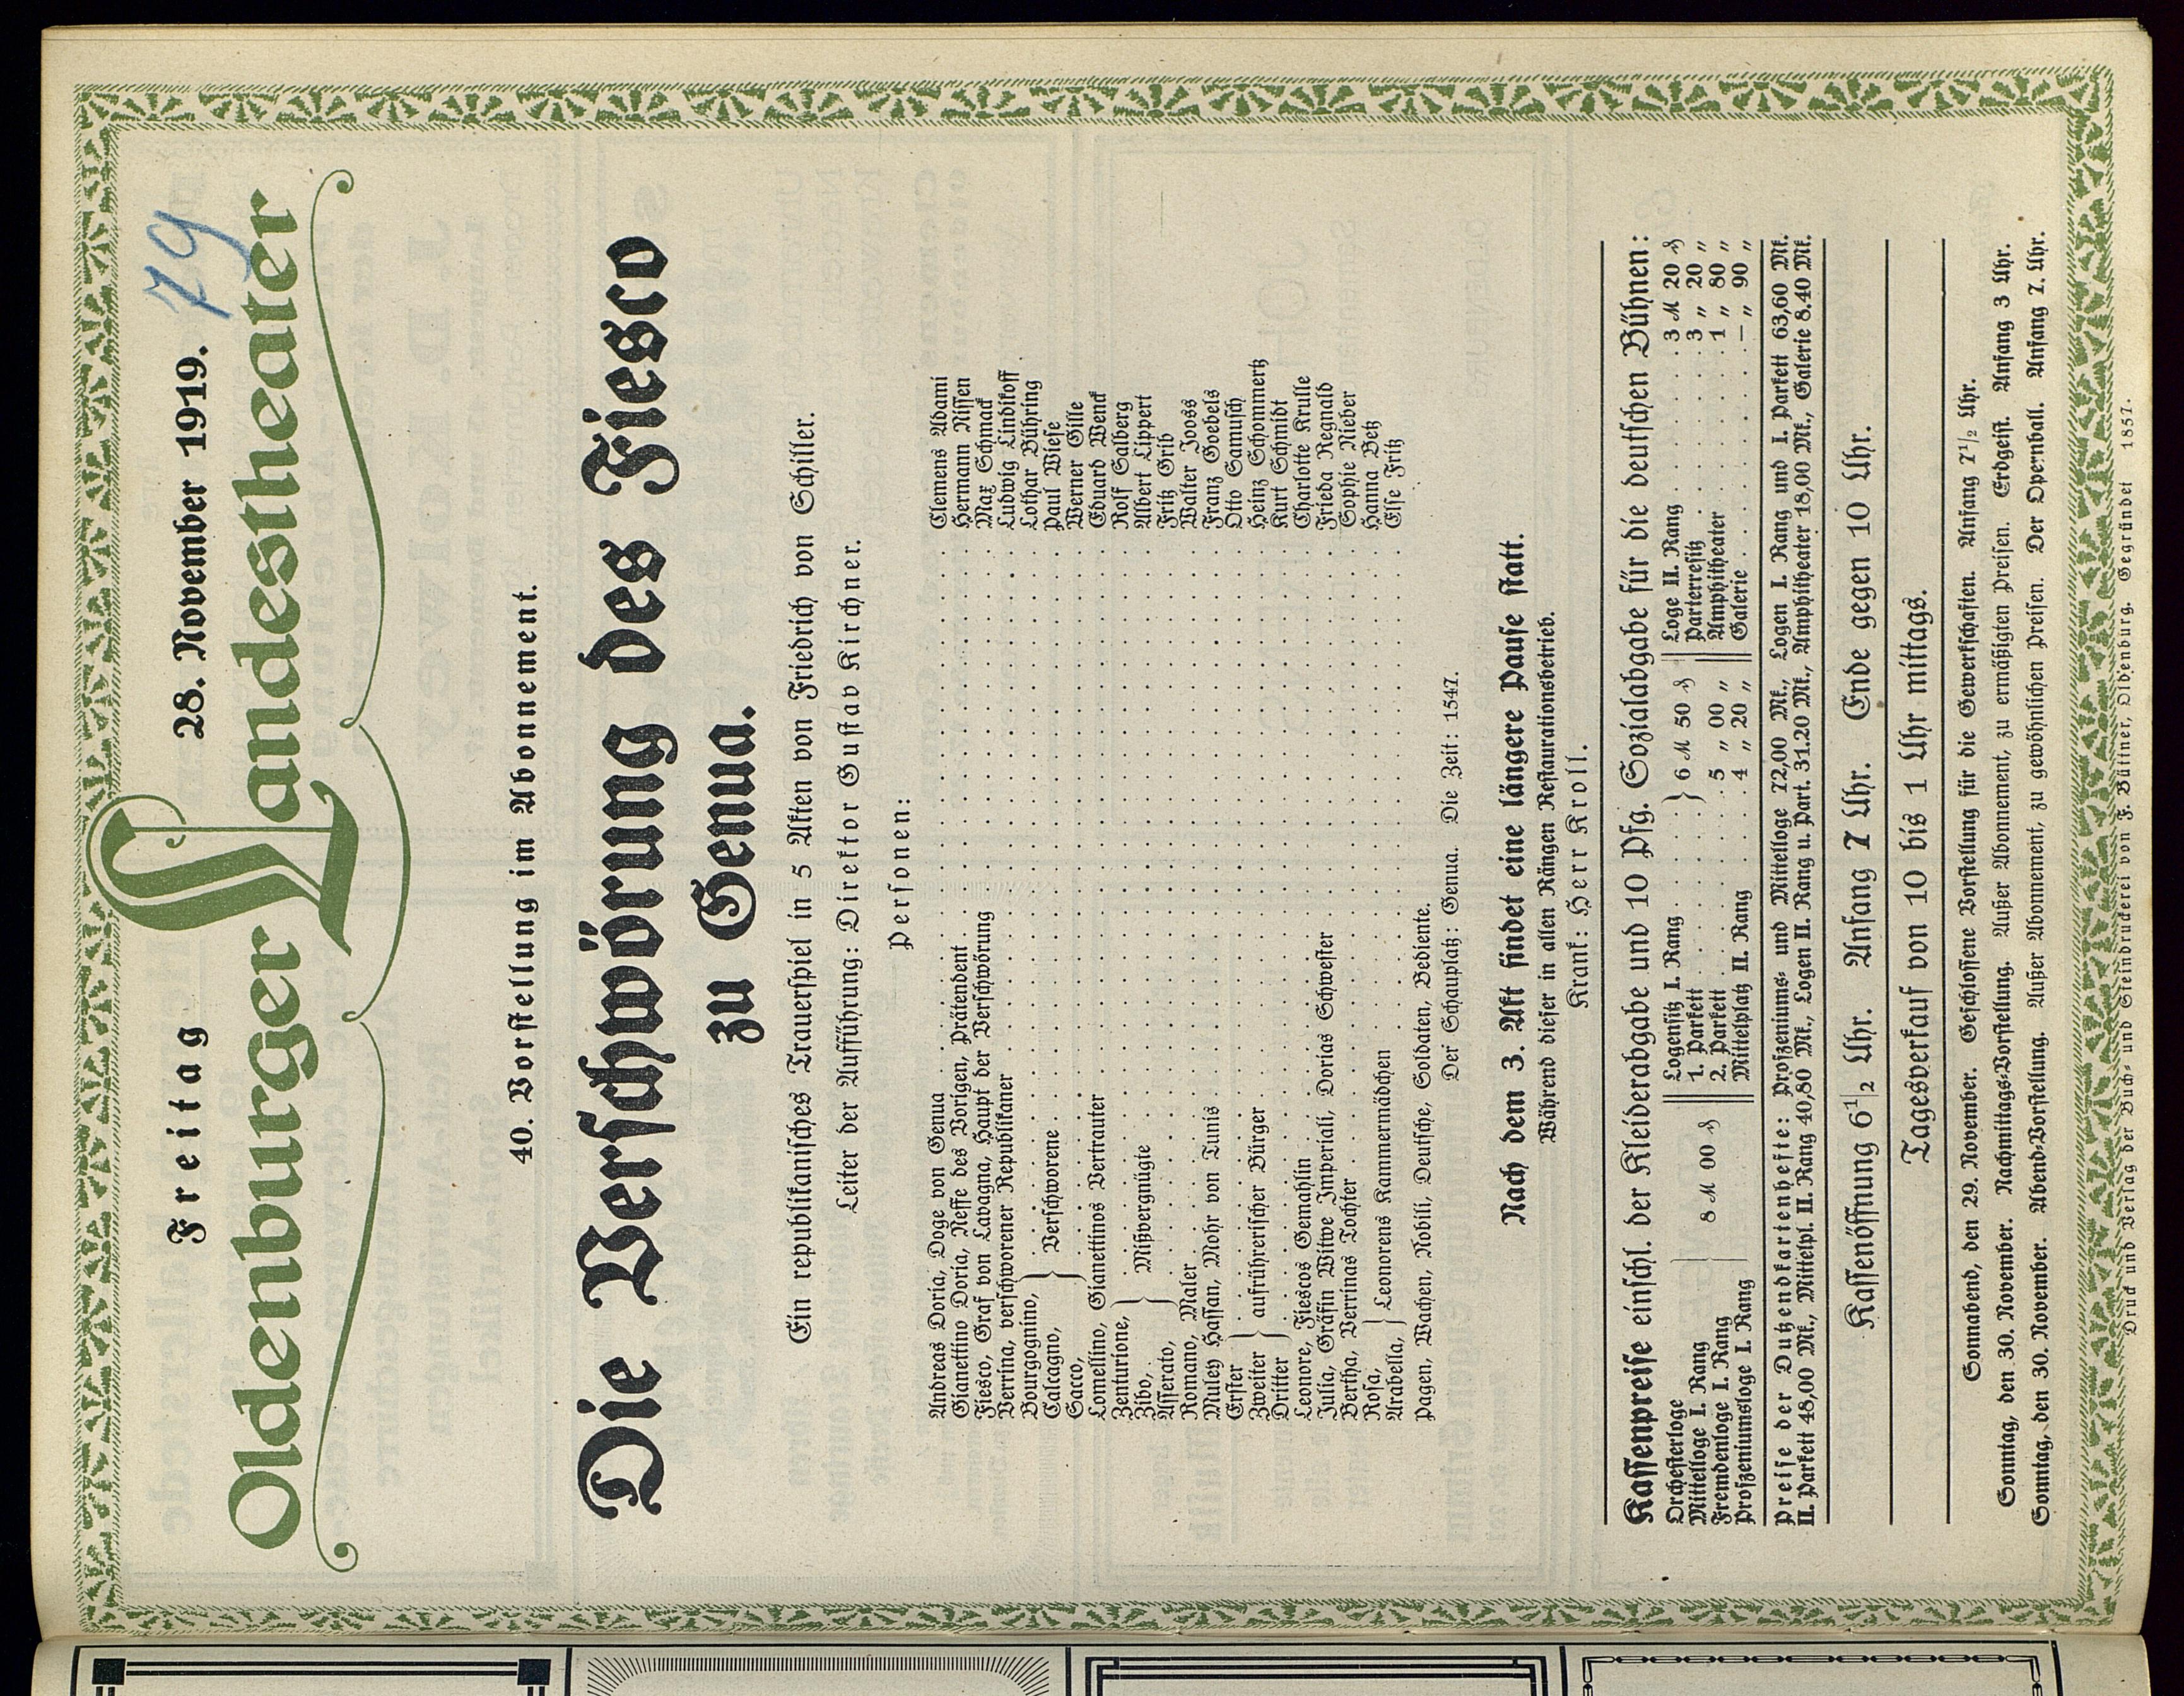 79
Freitag 28. November 1919.
Oldenburger Landestheater
40. Vorstellung im Abonnement.
Die Verschwörung des Fiesco
zu Genua.
Ein republikanisches Trauerspiel in 5 Akten von Friedrich von Schiller.
Leiter der Aufführung: Direktor Gustav Kirchner.
Personen:
Andreas Doria, Doge von Genua . . . Clemens Adami
Gianettino Doria, Neffe des Vorigen, Prätendent . . . Hermann Nissen
Fiesco, Graf von Lavagna, Haupt der Verschwörung . . . Max Schmack
Verrina, verschworener Republikaner . . . Ludwig Lindikoff
Bourgognino, } . . . Lothar Bühring
Calcagno, } Verschworene . . . Paul Wiese
Sacco, } . . . Werner Gille
Lomellino, Gianettinos Vertrauter . . . Eduard Wenck
Zenturione, } . . . Rolf Salberg
Zibo, } Mißvergnügte . . . Albert Lippert
Asserato, } . . . Fritz Grib
Romano, Maler . . . Walter Jooss
Muley Hassan, Mohr von Tunis . . . Franz Goebels
Erster } . . . Otto Samusch
Zweiter } aufrührerischer Bürger . . . Heinz Schommertz
Dritter } . . . Kurt Schmidt
Leonore, Fiescos Gemahlin . . . Charlotte Krulle
Julia, Gräfin Witwe Imperiali, Dorias Schwester . . . Frieda Regnald
Bertha, Verrinas Tochter . . . Sophie Rieber
Rosa, } Leonorens Kammermädchen . . . Hanna Betz
Arabella, } . . . Else Fritz
Pagen, Wachen, Nobili, Deutsche, Soldaten, Bediente.
Der Schauplatz: Genua. Die Zeit: 1547.
Nach dem 3. Akt findet eine längere Pause statt.
Während dieser in allen Rängen Restaurationsbetrieb.
Krank: Herr Kroll.
Kassenpreise einschl. der Kleiderabgabe und 10 Pfg. Sozialabgabe für die deutschen Bühnen:
Orchesterloge
Mittelloge I. Rang
Fremdenloge I. Rang
Proszeniumsloge I. Rang
} 8 M 00 ₰
Logensitz I. Rang . . .
1. Parkett . . . } 6 M 50 ₰
2. Parkett . . . 5 „ 00 „
Mittelplatz II. Rang . . . 4 „ 20 „
Loge II. Rang . . . 3 M 20 ₰
Parterresitz . . . 3 „ 20 „
Amphitheater . . . 1 „ 80 „
Galerie . . . — „ 90 „
Preise der Dutzendkartenhefte: Proszeniums- und Mittelloge 72,00 Mk., Logen I. Rang und I. Parkett 63,60 Mk.
II. Parkett 48,00 Mk., Mittelpl. II. Rang 40,80 Mk., Logen II. Rang u. Part. 31.20 Mk., Amphitheater 18,00 Mk., Galerie 8.40 Mk.
Kassenöffnung 6½ Uhr. Anfang 7 Uhr. Ende gegen 10 Uhr.
Tagesverkauf von 10 bis 1 Uhr mittags.
Sonnabend, den 29. November. Geschlossene Vorstellung für die Gewerkschaften. Anfang 7½ Uhr.
Sonntag, den 30. November. Nachmittags-Vorstellung. Außer Abonnement, zu ermäßigten Preisen. Erdgeist. Anfang 3 Uhr.
Sonntag, den 30. November. Abend-Vorstellung. Außer Abonnement, zu gewöhnlichen Preisen. Der Opernball. Anfang 7. Uhr.
Druck und Verlag der Buch- und Steindruckerei von F. Büttner, Oldenburg. Gegründet 1857.